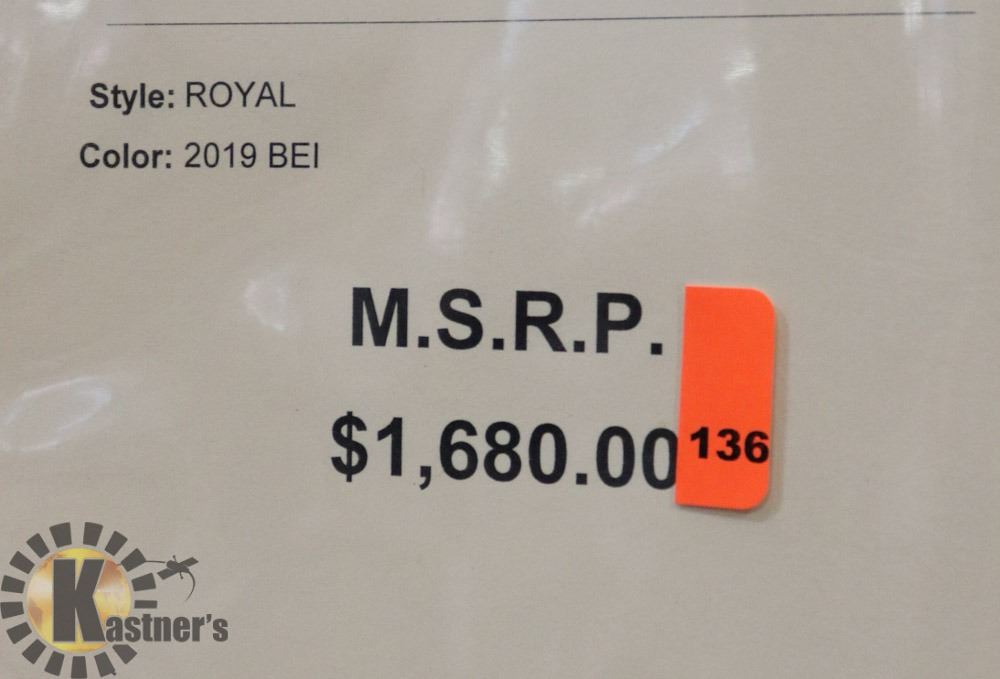 Style: ROYAL
Color: 2019 BEI
M.S.R.P.
$1,680.00
136
Kastner's